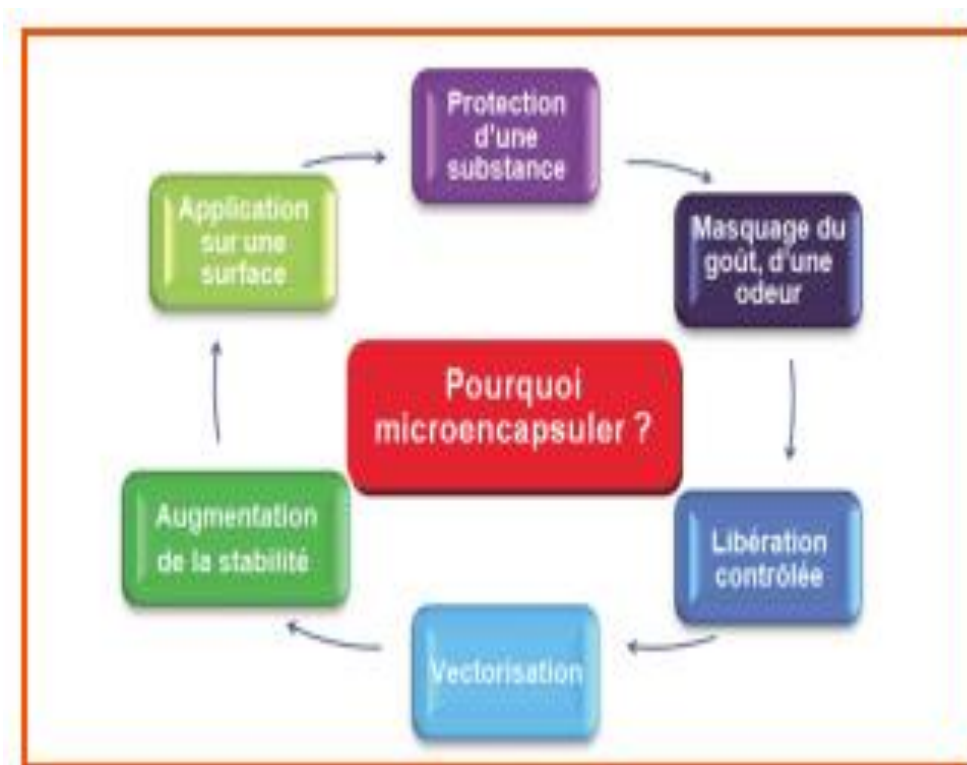 Protection
d'une
substance
Masquage du
goût, d'une
odeur
Libération
contrôlée
Vectorisation
Augmentation
de la stabilité
Application
sur une
surface
Pourquoi
microencapsuler ?